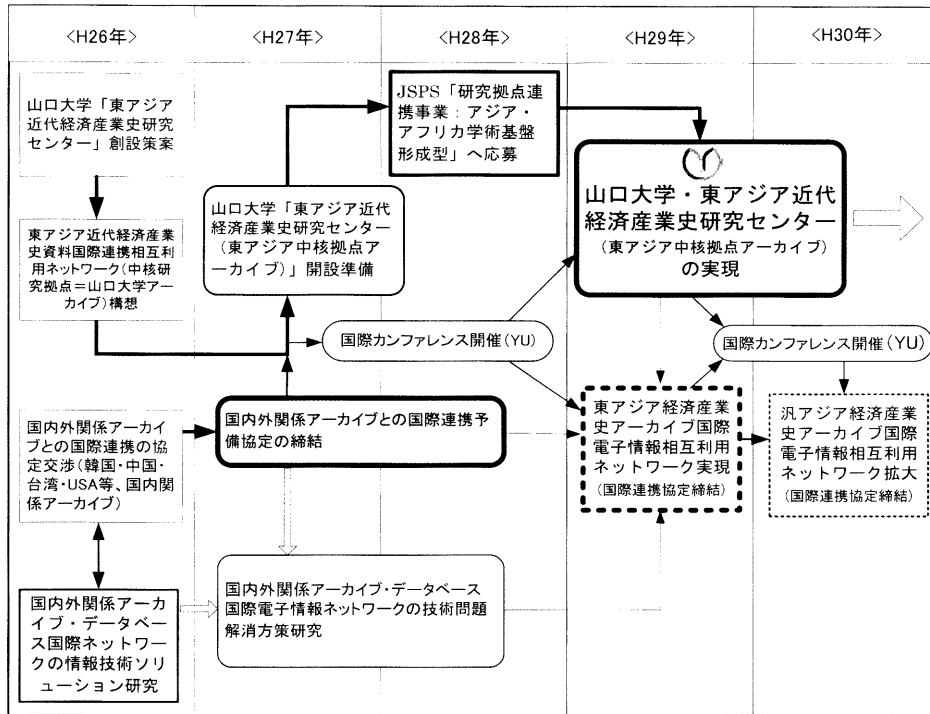 <H26年>
<H27年>
<H28年>
<H29年>
<H30年>
山口大学「東アジア
近代経済産業史研究
センター」創設策案
東アジア近代経済産業
史資料国際連携相互利
用ネットワーク(中核研
究拠点＝山口大学アー
カイブ)構想
国内外関係アーカイ
ブとの国際連携の協
定交渉(韓国・中国・
台湾・USA等、国内関
係アーカイブ)
国内外関係アーカ
イブ・データベー
ス国際ネットワー
クの情報技術ソリ
ューション研究
山口大学「東アジア近代
経済産業史研究センター
(東アジア中核拠点アー
カイブ)」開設準備
国際カンファレンス開催(YU)
国内外関係アーカイブとの国際連携予
備協定の締結
国内外関係アーカイブ・データベース
国際電子情報ネットワークの技術問題
解消方策研究
JSPS「研究拠点連
携事業：アジア・
アフリカ学術基盤
形成型」へ応募
山口大学・東アジア近代
経済産業史研究センター
(東アジア中核拠点アーカイブ)
の実現
東アジア経済産業
史アーカイブ国際
電子情報相互利用
ネットワーク実現
(国際連携協定締結)
国際カンファレンス開催(YU)
汎アジア経済産業
史アーカイブ国際
電子情報相互利用
ネットワーク拡大
(国際連携協定締結)